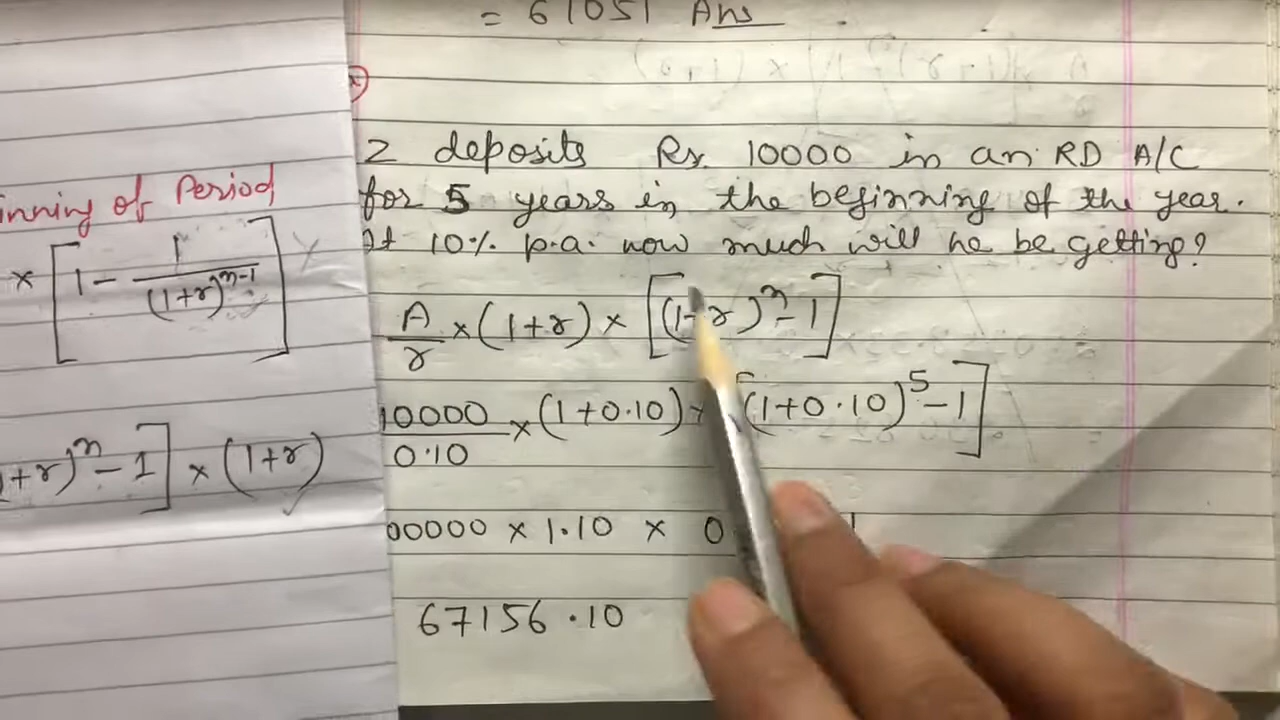 = 61051 Ans
Z deposits Rs. 10000 in an RD A/C
for 5 years in the beginning of the year.
At 10% p.a. how much will he be getting?
A/r × (1+r) × [(1+r)^n - 1]
10000/0.10 × (1+0.10) × [(1+0.10)^5 - 1]
00000 × 1.10 × 0
67156.10
inning of Period
× [1 - 1/(1+r)^n-1]
+r)^n - 1] × (1+r)